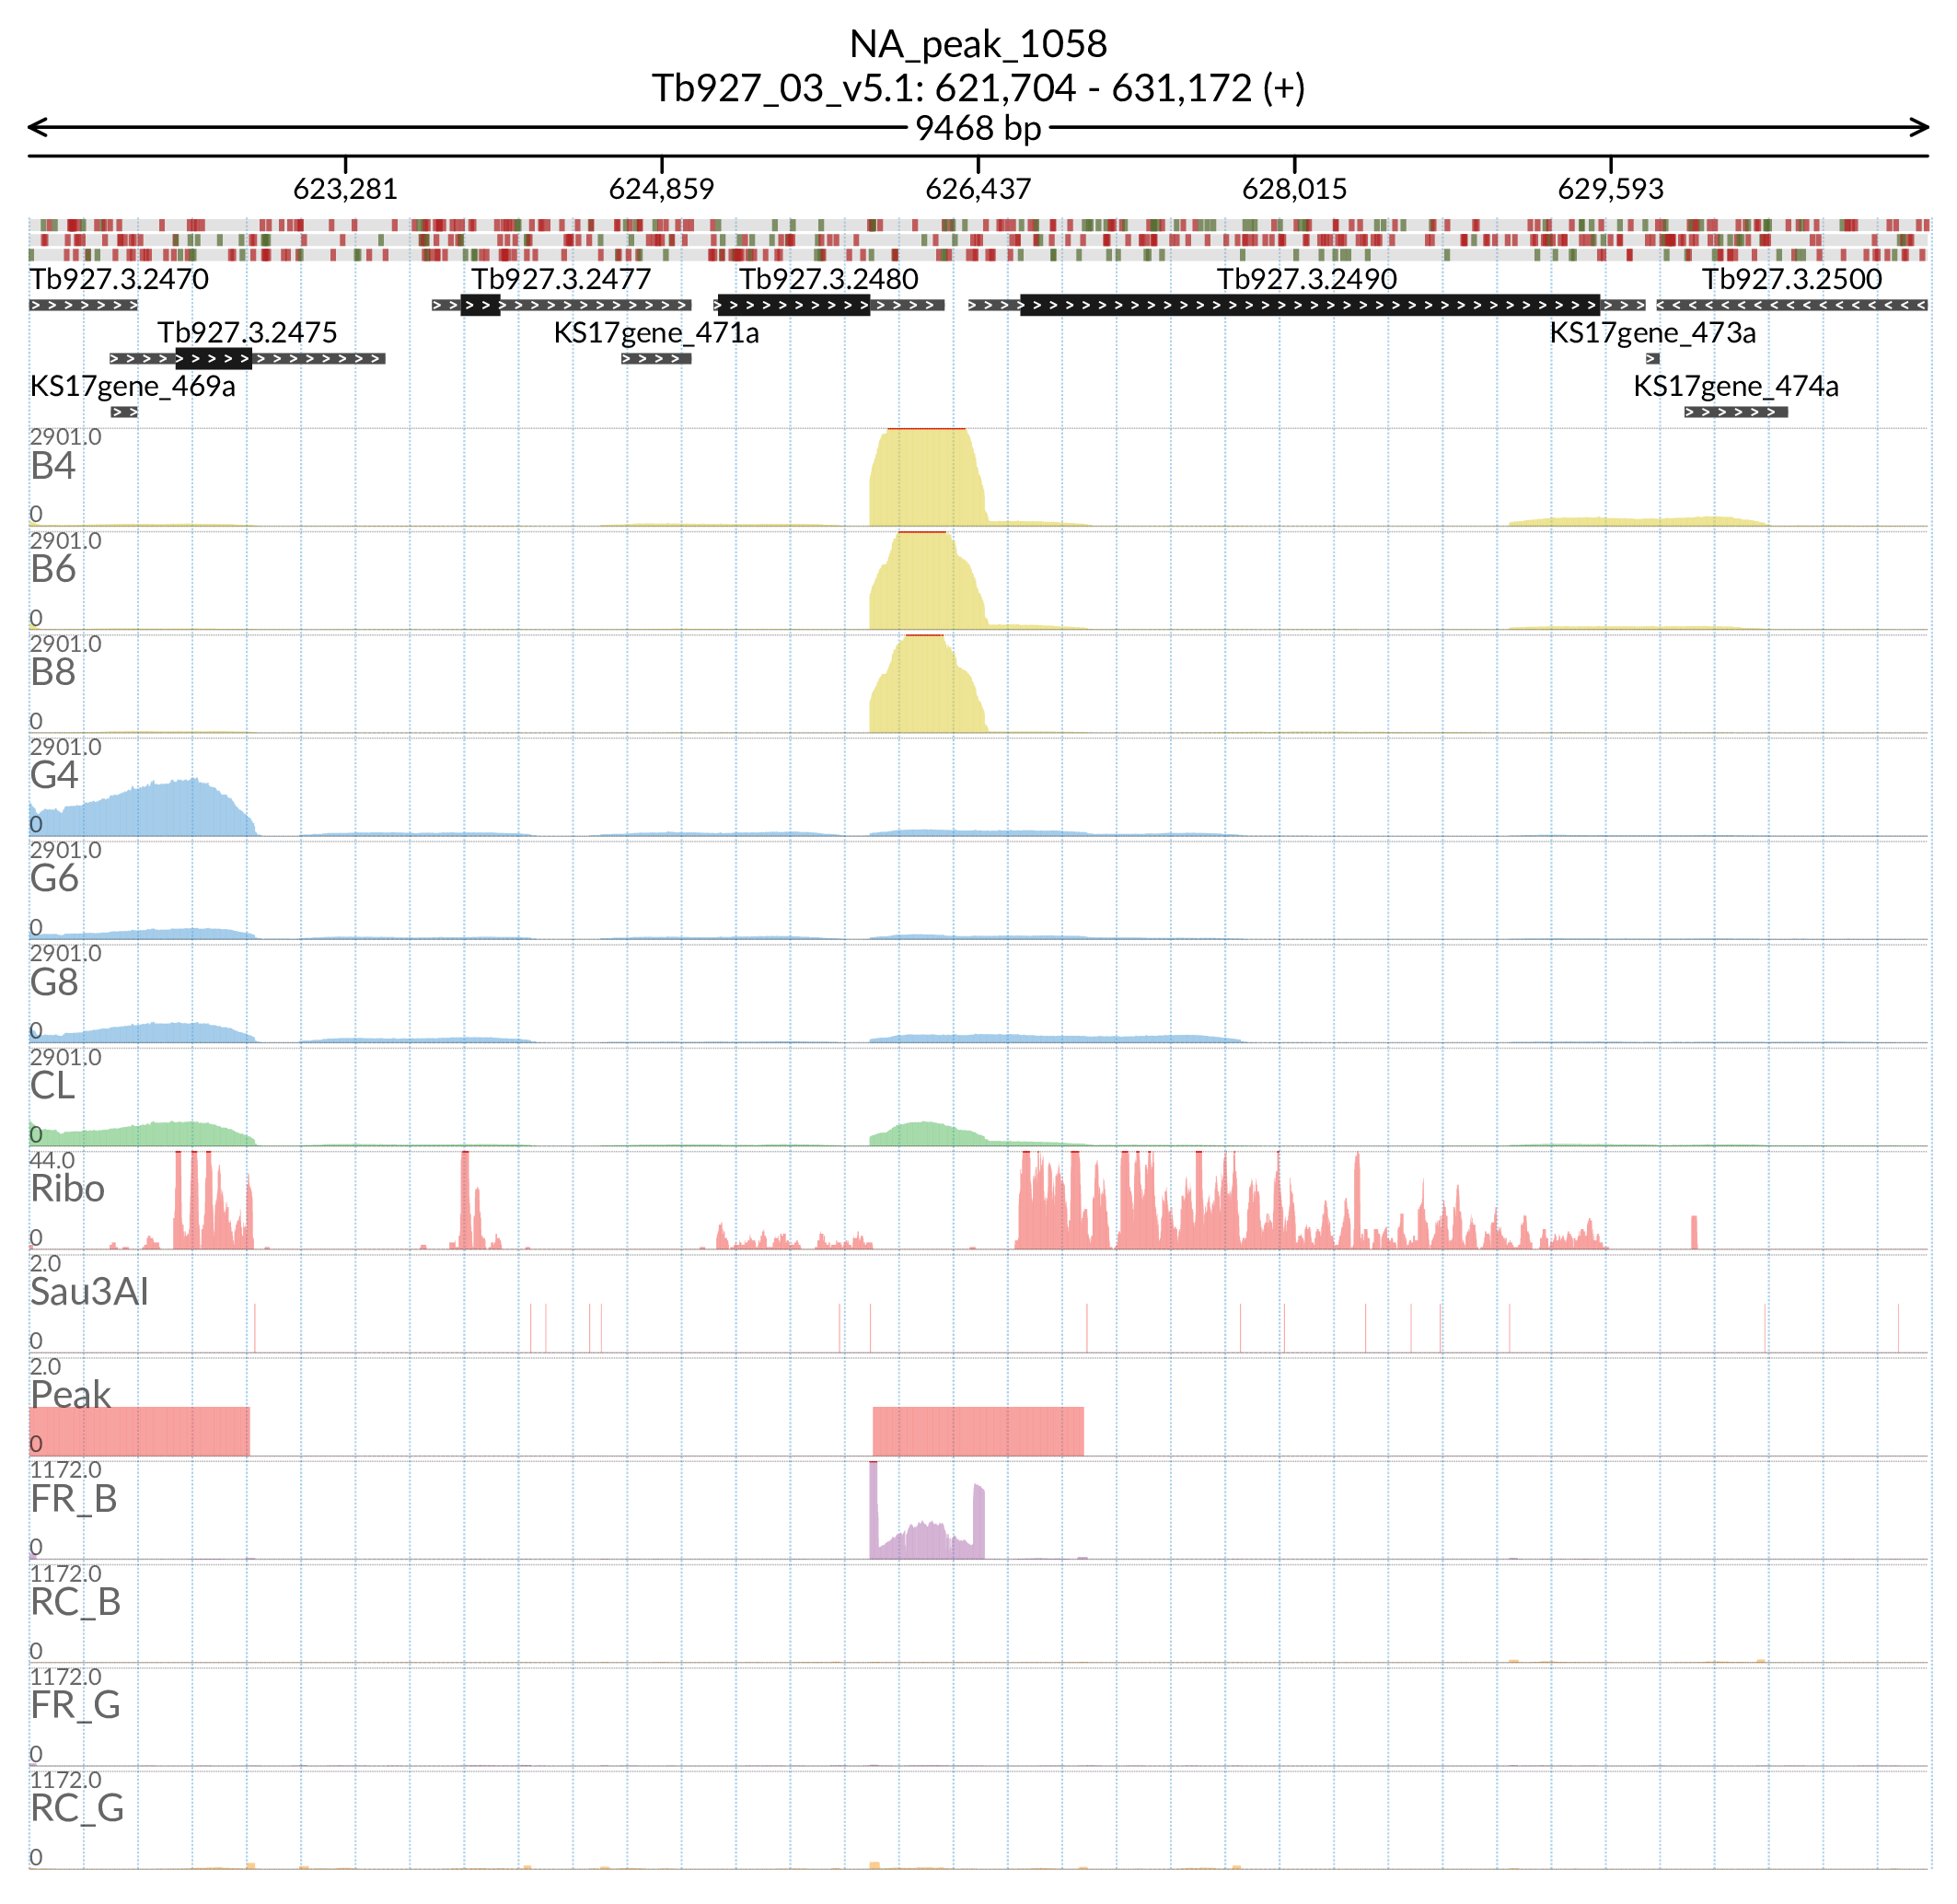 NA_peak_1058
Tb927_03_v5.1: 621,704 - 631,172 (+)
9468 bp
623,281 624,859 626,437 628,015 629,593
Tb927.3.2470 Tb927.3.2477 Tb927.3.2480 Tb927.3.2490 Tb927.3.2500
Tb927.3.2475 KS17gene_471a KS17gene_473a
KS17gene_469a KS17gene_474a
2901.0
B4
0
2901.0
B6
0
2901.0
B8
0
2901.0
G4
0
2901.0
G6
0
2901.0
G8
0
2901.0
CL
0
44.0
Ribo
0
2.0
Sau3AI
0
2.0
Peak
0
1172.0
FR_B
0
1172.0
RC_B
0
1172.0
FR_G
0
1172.0
RC_G
0